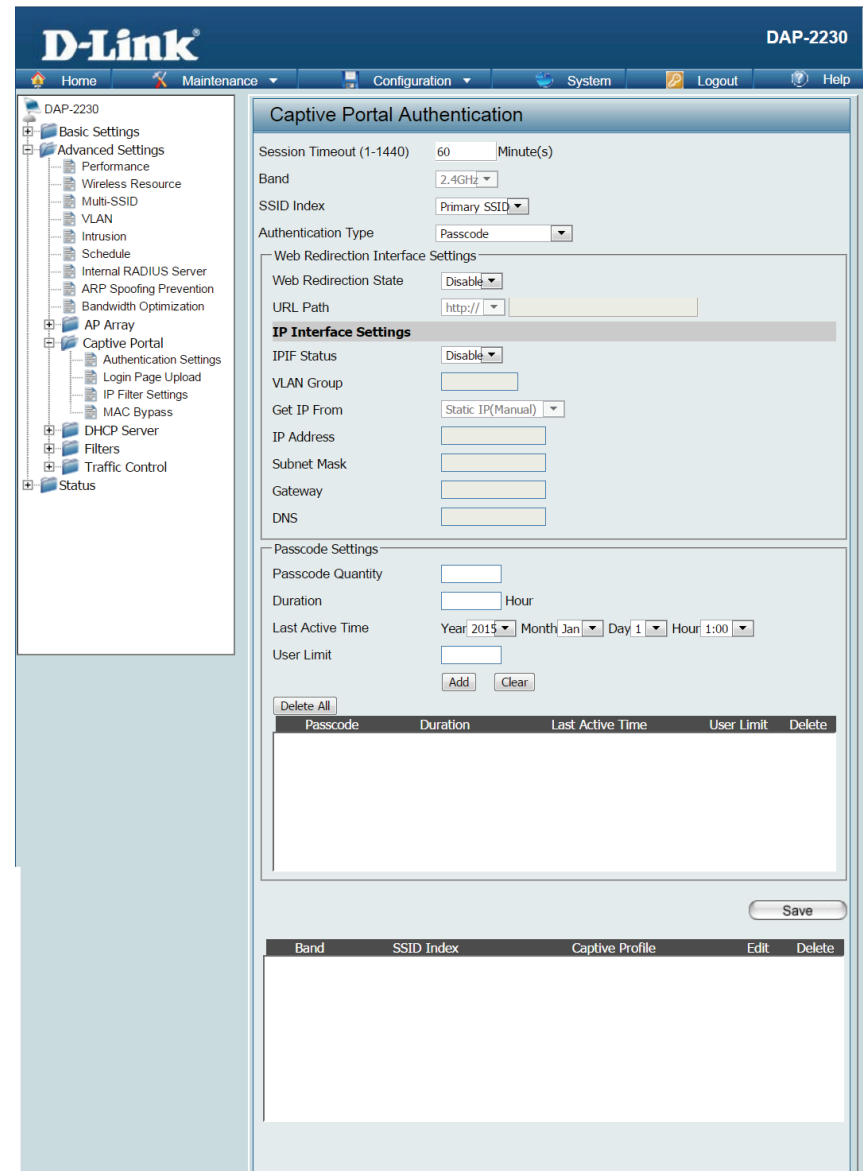 D-Link®
DAP-2230
Home Maintenance Configuration System Logout Help
DAP-2230
Basic Settings
Advanced Settings
Performance
Wireless Resource
Multi-SSID
VLAN
Intrusion
Schedule
Internal RADIUS Server
ARP Spoofing Prevention
Bandwidth Optimization
AP Array
Captive Portal
Authentication Settings
Login Page Upload
IP Filter Settings
MAC Bypass
DHCP Server
Filters
Traffic Control
Status
Captive Portal Authentication
Session Timeout (1-1440) 60 Minute(s)
Band 2.4GHz
SSID Index Primary SSID
Authentication Type Passcode
Web Redirection Interface Settings
Web Redirection State Disable
URL Path http://
IP Interface Settings
IPIF Status Disable
VLAN Group
Get IP From Static IP(Manual)
IP Address
Subnet Mask
Gateway
DNS
Passcode Settings
Passcode Quantity
Duration Hour
Last Active Time Year 2015 Month Jan Day 1 Hour 1:00
User Limit
Add Clear
Delete All
Passcode Duration Last Active Time User Limit Delete
Save
Band SSID Index Captive Profile Edit Delete